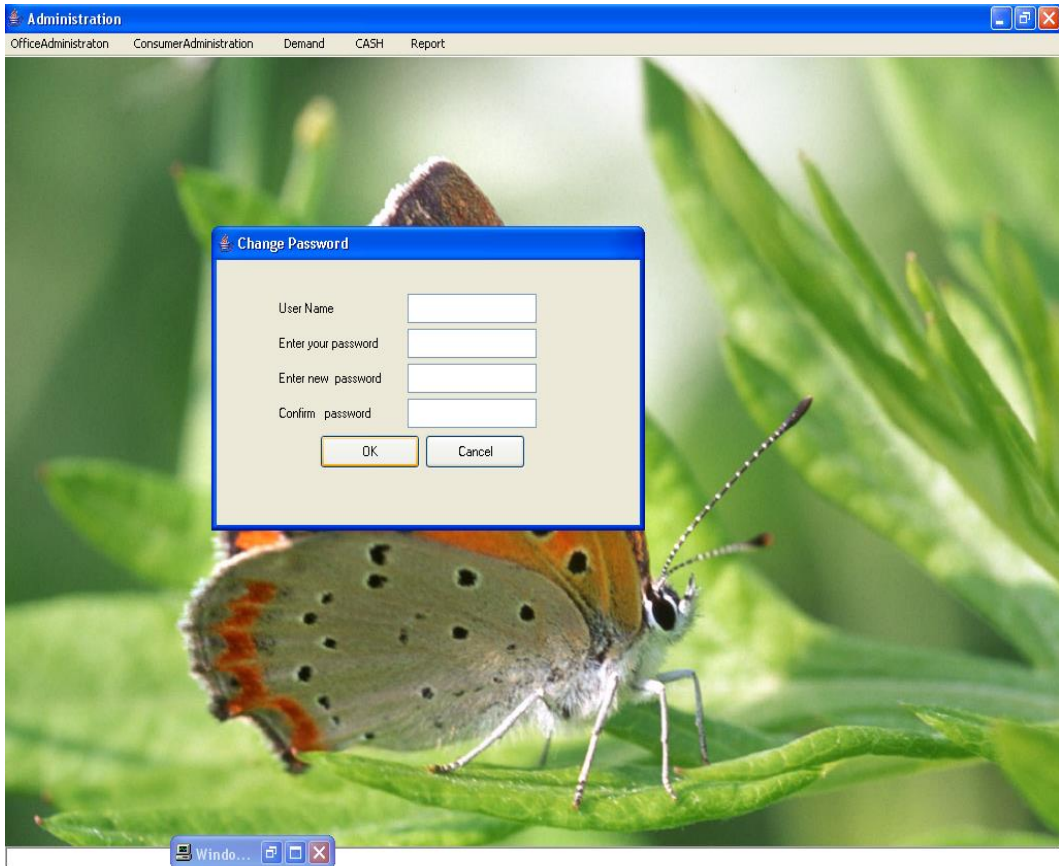 Administration
OfficeAdministraton ConsumerAdministration Demand CASH Report
Change Password
User Name
Enter your password
Enter new password
Confirm password
OK Cancel
Windo...